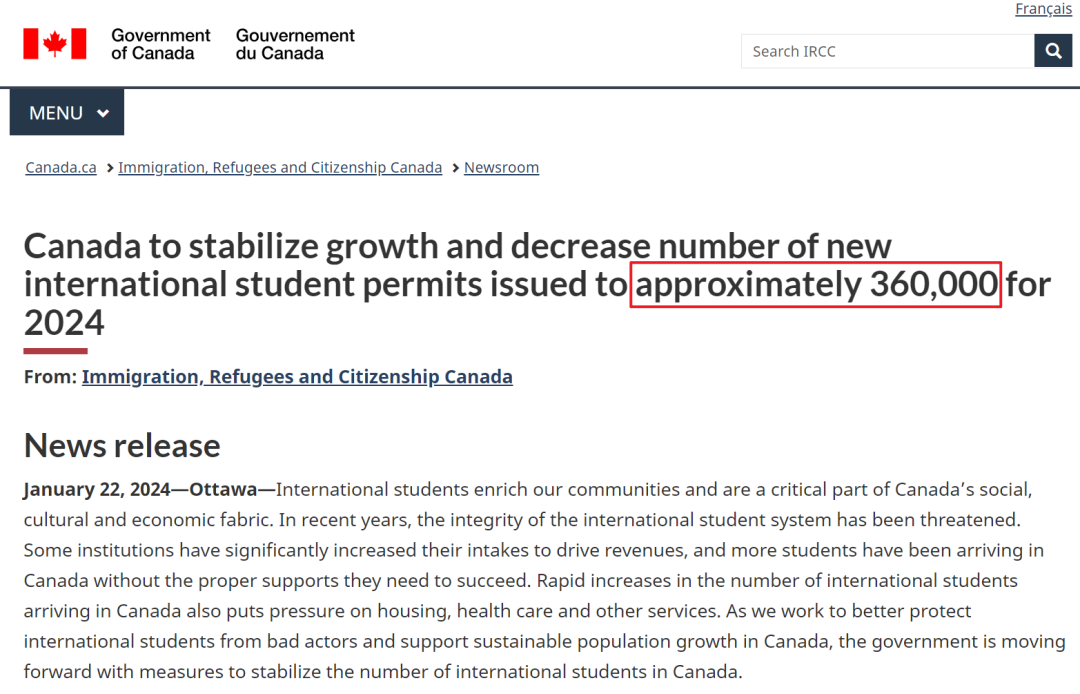 Français
Government
of Canada
Gouvernement
du Canada
Search IRCC
MENU
Canada.ca > Immigration, Refugees and Citizenship Canada > Newsroom
Canada to stabilize growth and decrease number of new
international student permits issued to approximately 360,000 for
2024
From: Immigration, Refugees and Citizenship Canada
News release
January 22, 2024—Ottawa—International students enrich our communities and are a critical part of Canada’s social,
cultural and economic fabric. In recent years, the integrity of the international student system has been threatened.
Some institutions have significantly increased their intakes to drive revenues, and more students have been arriving in
Canada without the proper supports they need to succeed. Rapid increases in the number of international students
arriving in Canada also puts pressure on housing, health care and other services. As we work to better protect
international students from bad actors and support sustainable population growth in Canada, the government is moving
forward with measures to stabilize the number of international students in Canada.